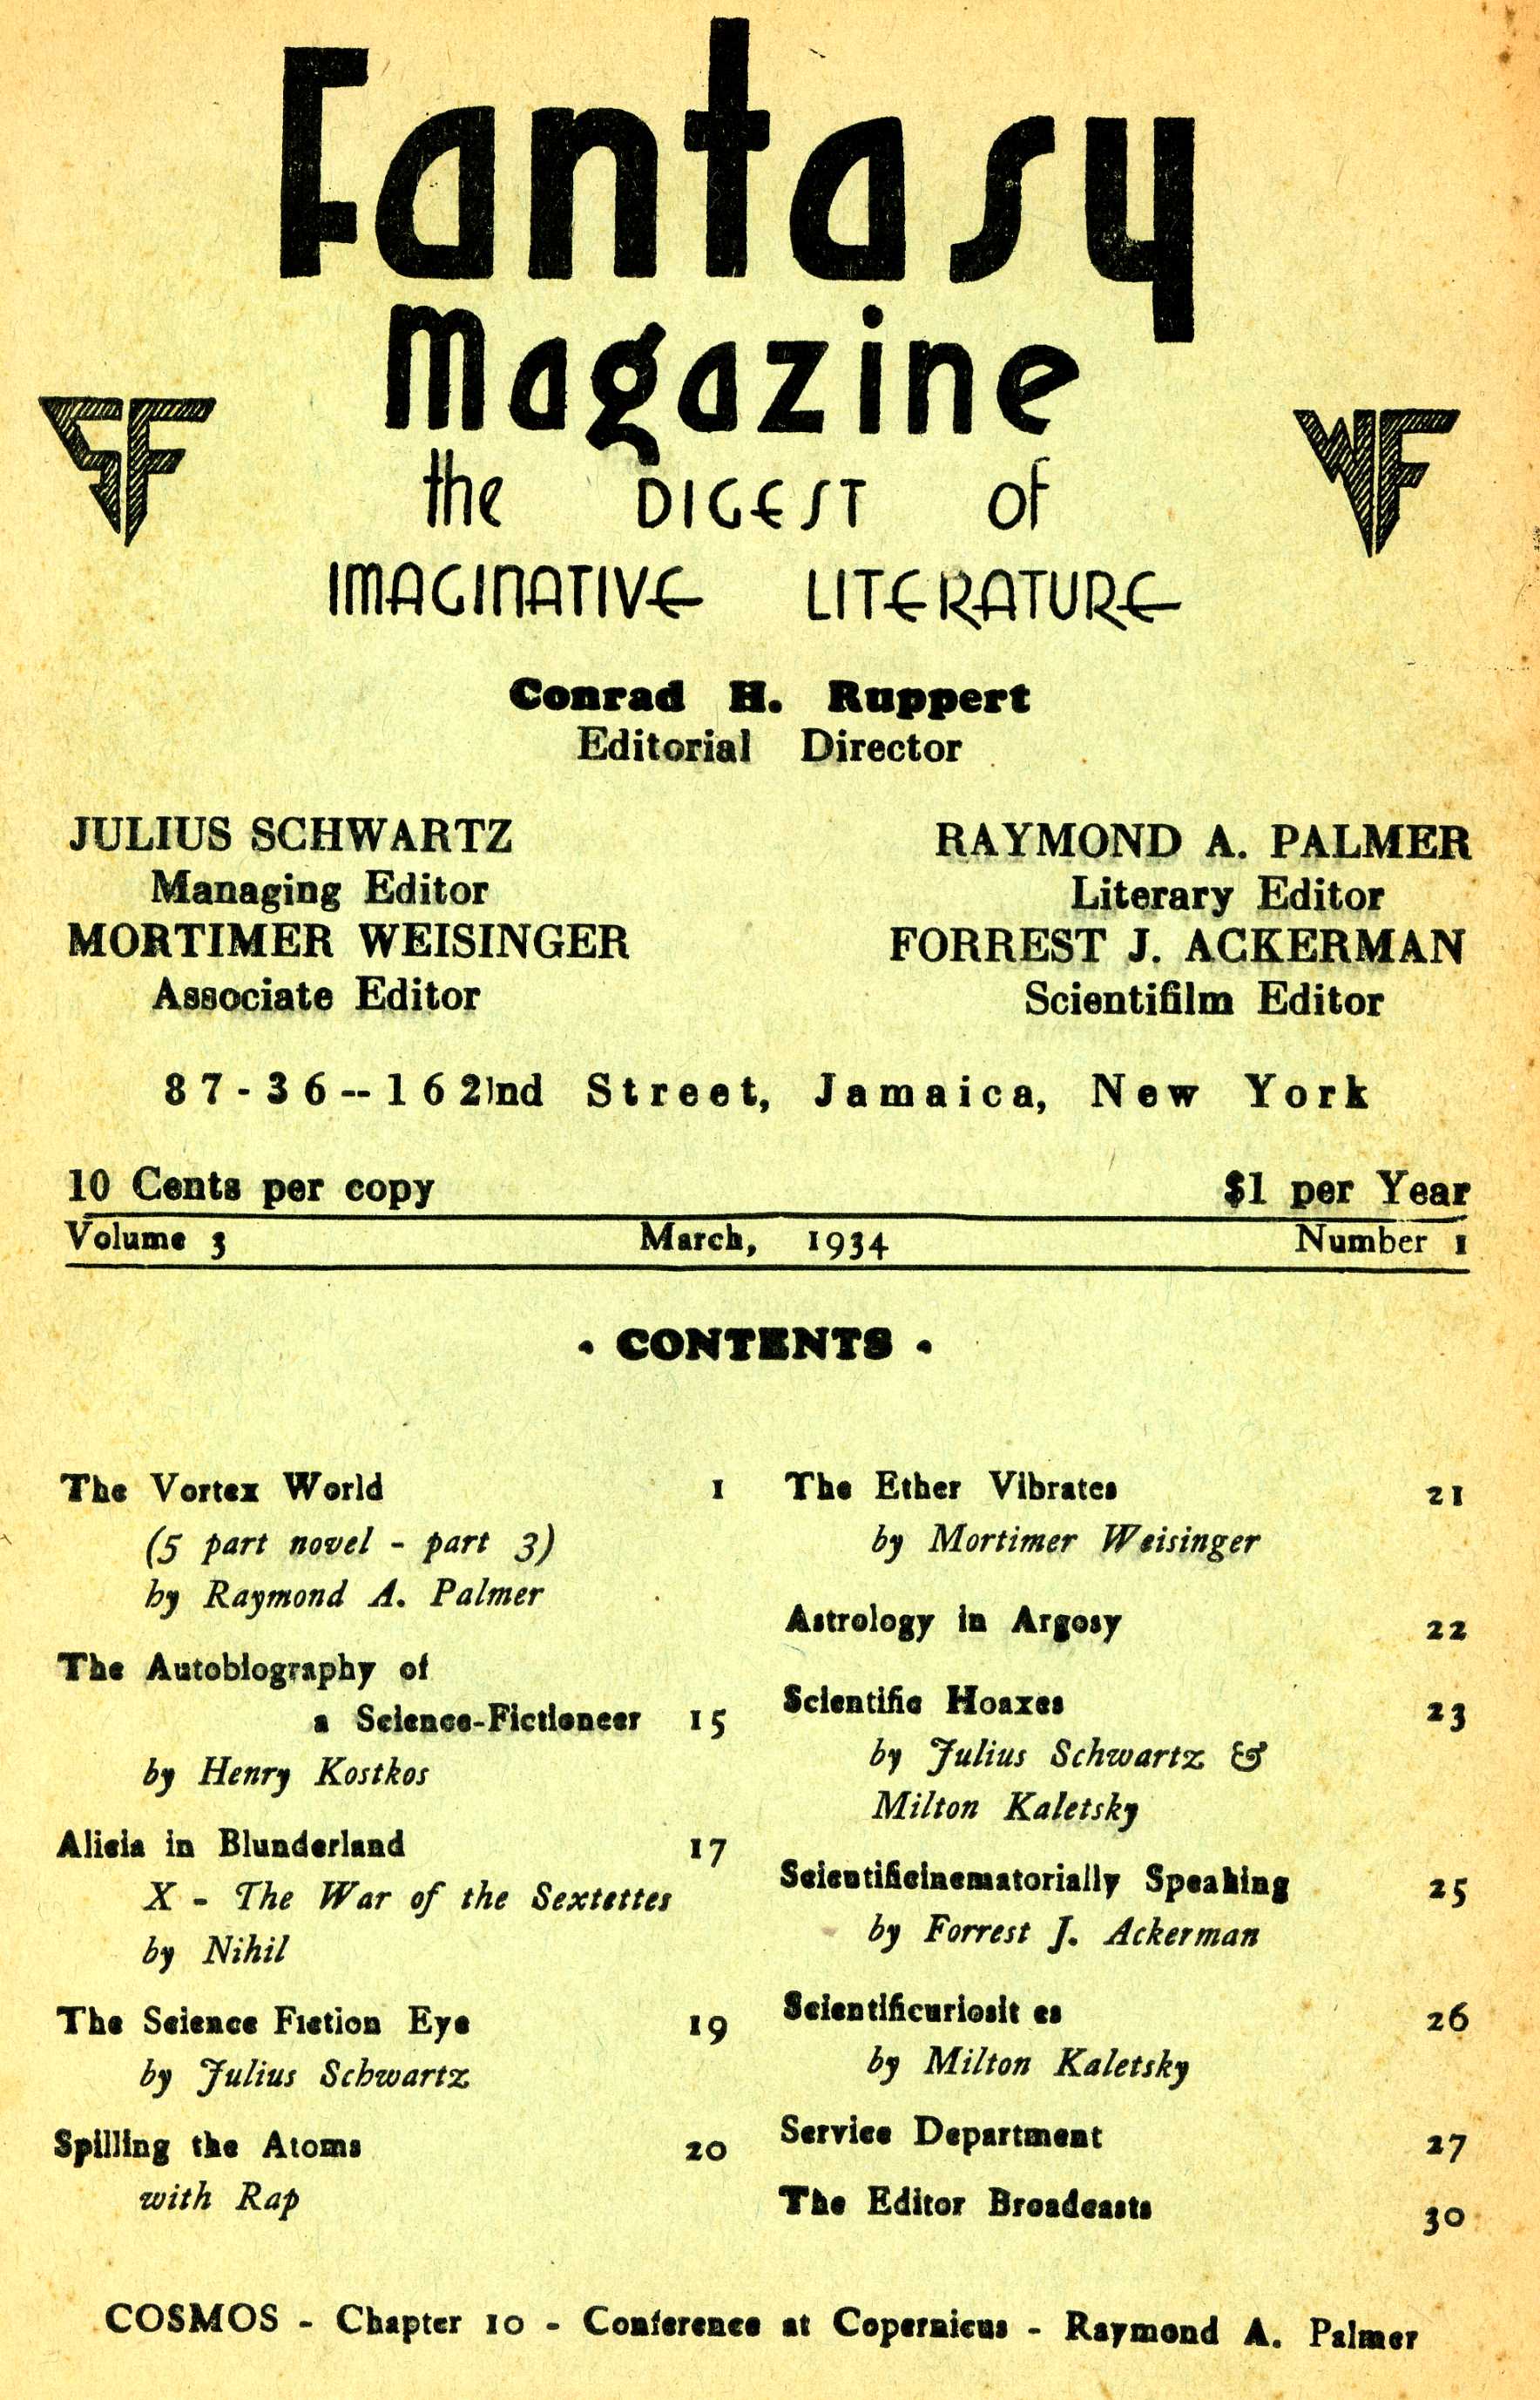 Fantasy
Magazine
SF
WF
the DIGEST of
IMAGINATIVE LITERATURE
Conrad H. Ruppert
Editorial Director
JULIUS SCHWARTZ
Managing Editor
MORTIMER WEISINGER
Associate Editor
RAYMOND A. PALMER
Literary Editor
FORREST J. ACKERMAN
Scientifilm Editor
87-36--162nd Street, Jamaica, New York
10 Cents per copy $1 per Year
Volume 3 March, 1934 Number 1
• CONTENTS •
The Vortex World 1
(5 part novel - part 3)
by Raymond A. Palmer
The Autobiography of
a Science-Fictioneer 15
by Henry Kostkos
Alicia in Blunderland 17
X - The War of the Sextettes
by Nihil
The Science Fiction Eye 19
by Julius Schwartz
Spilling the Atoms 20
with Rap
The Ether Vibrates 21
by Mortimer Weisinger
Astrology in Argosy 22
Scientific Hoaxes 23
by Julius Schwartz &
Milton Kaletsky
Scientificinematorially Speaking 25
by Forrest J. Ackerman
Scientificuriosit es 26
by Milton Kaletsky
Service Department 27
The Editor Broadcasts 30
COSMOS - Chapter 10 - Conference at Copernicus - Raymond A. Palmer